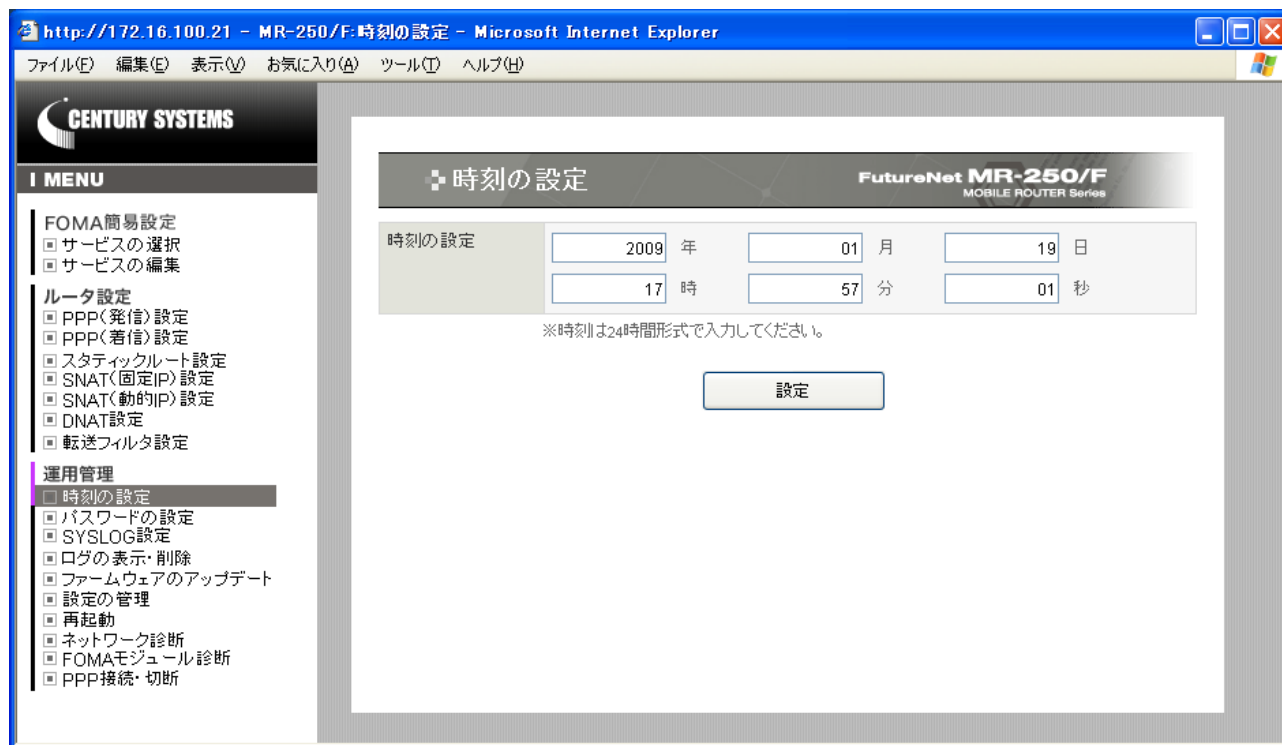 http://172.16.100.21 - MR-250/F:時刻の設定 - Microsoft Internet Explorer
ファイル(F) 編集(E) 表示(V) お気に入り(A) ツール(T) ヘルプ(H)
CENTURY SYSTEMS
MENU
FOMA簡易設定
サービスの選択
サービスの編集
ルータ設定
PPP(発信)設定
PPP(着信)設定
スタティックルート設定
SNAT(固定IP)設定
SNAT(動的IP)設定
DNAT設定
転送フィルタ設定
運用管理
時刻の設定
パスワードの設定
SYSLOG設定
ログの表示・削除
ファームウェアのアップデート
設定の管理
再起動
ネットワーク診断
FOMAモジュール診断
PPP接続・切断
時刻の設定
FutureNet MR-250/F
MOBILE ROUTER Series
時刻の設定
2009 年 01 月 19 日
17 時 57 分 01 秒
※時刻は24時間形式で入力してください。
設定